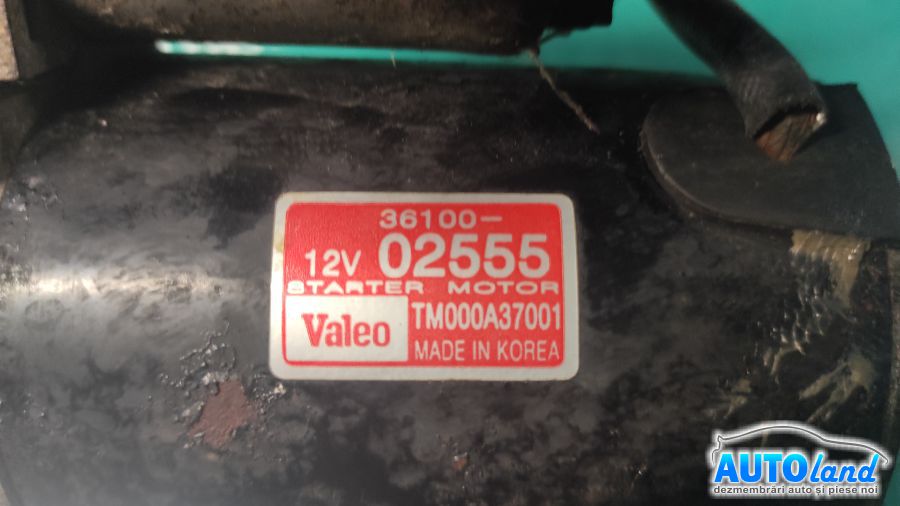 36100-
12V 02555
STARTER MOTOR
Valeo TM000A37001
MADE IN KOREA
AUTOland
dezmembrări auto și piese noi